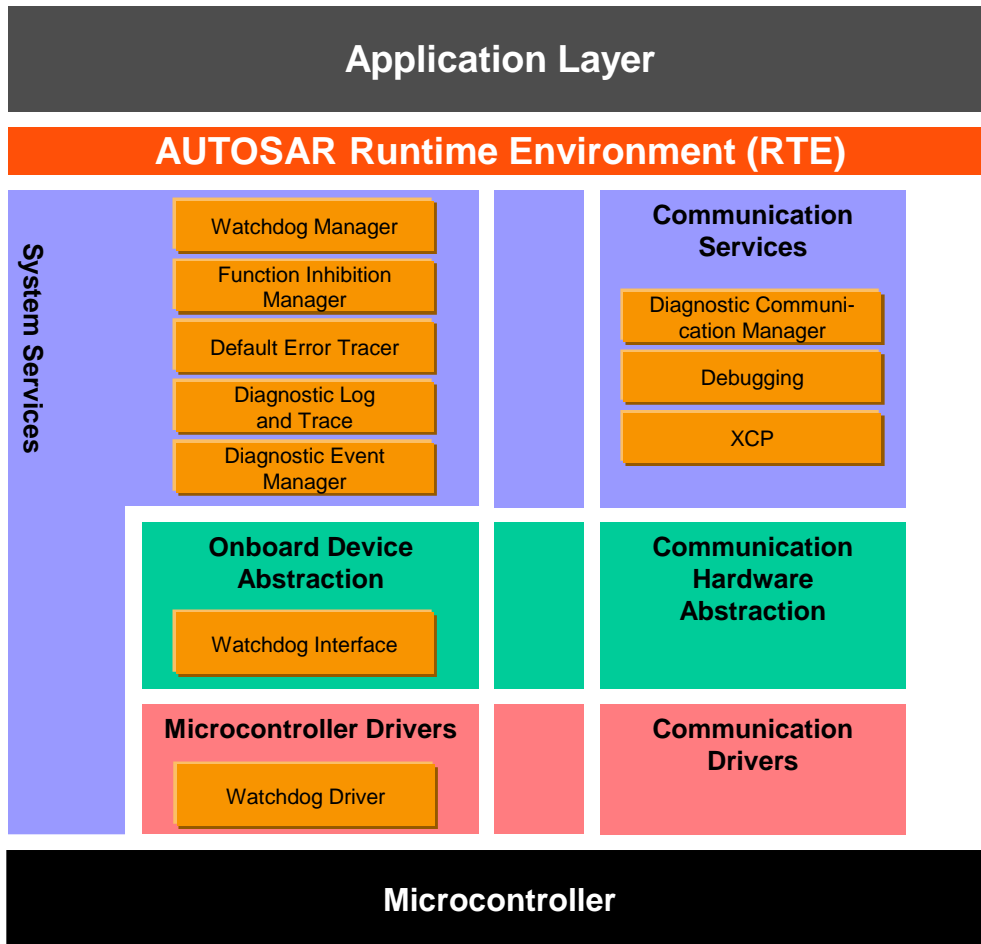 Application Layer
AUTOSAR Runtime Environment (RTE)
System Services
Watchdog Manager
Function Inhibition
Manager
Default Error Tracer
Diagnostic Log
and Trace
Diagnostic Event
Manager
Communication
Services
Diagnostic Communi-
cation Manager
Debugging
XCP
Onboard Device
Abstraction
Watchdog Interface
Communication
Hardware
Abstraction
Microcontroller Drivers
Watchdog Driver
Communication
Drivers
Microcontroller